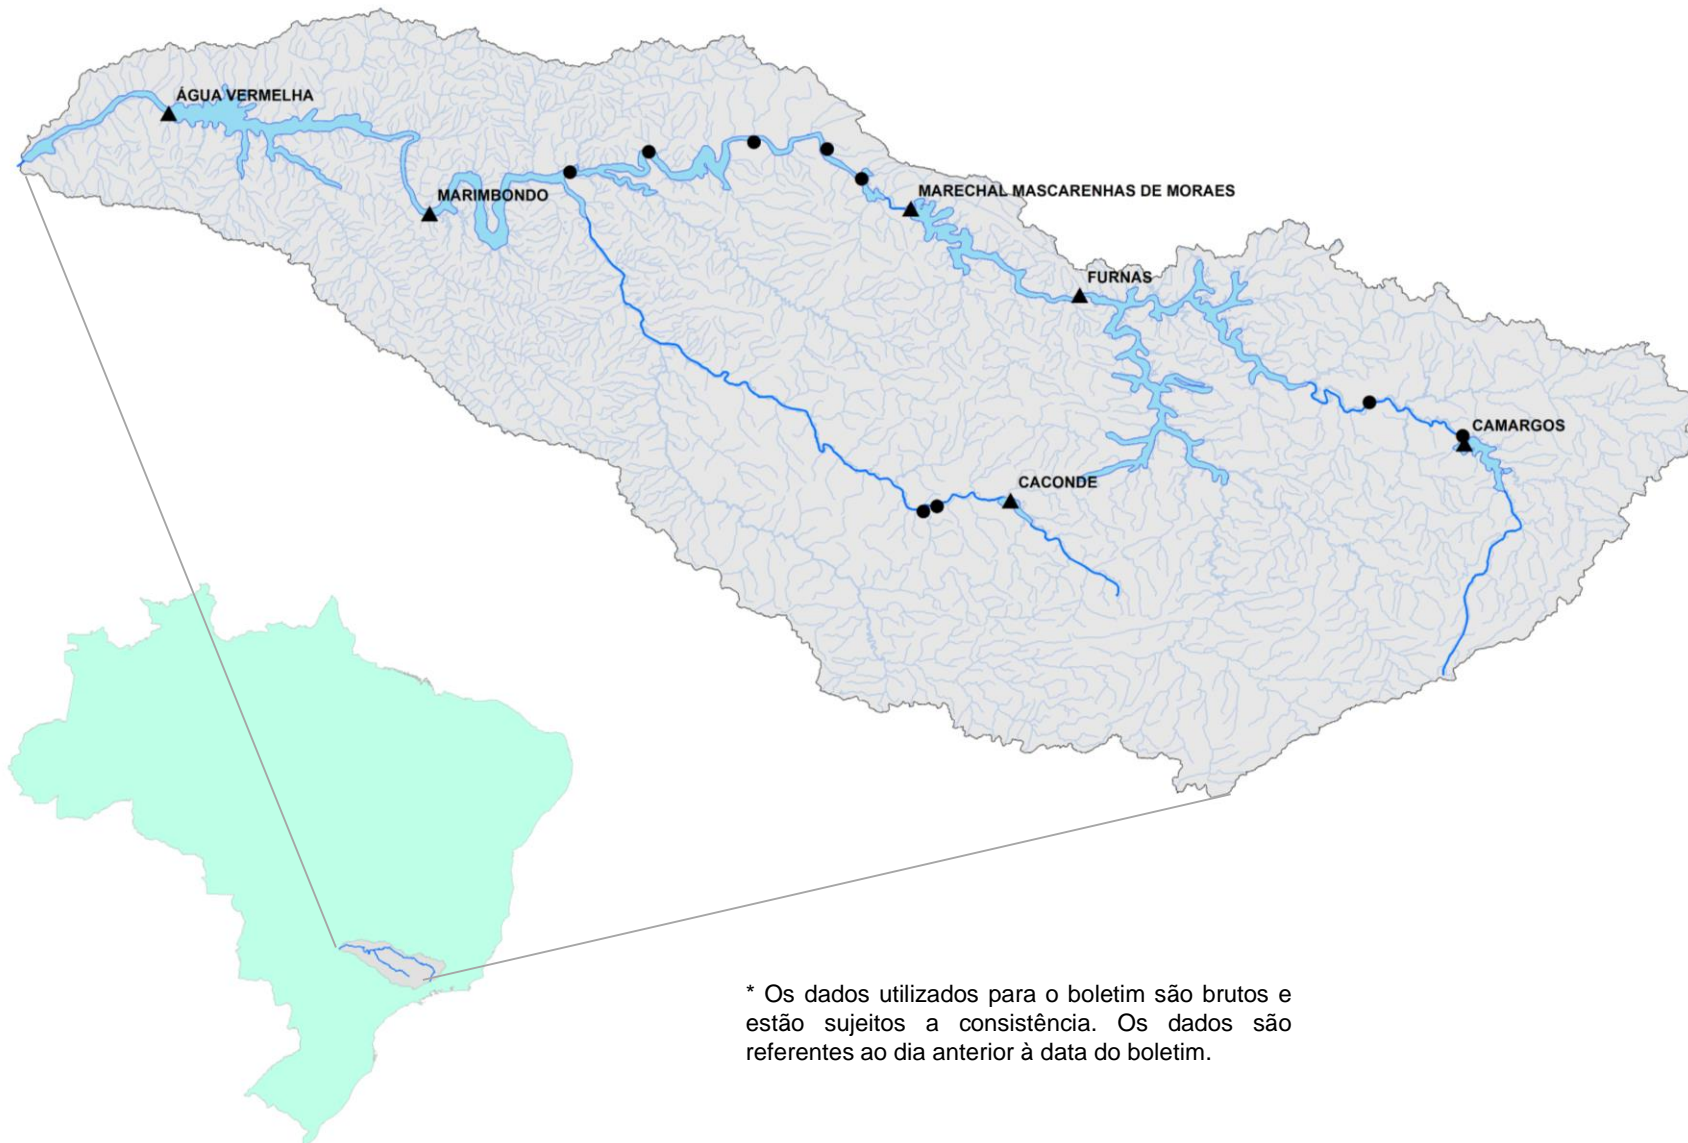 ÁGUA VERMELHA
MARIMBONDO
MARECHAL MASCARENHAS DE MORAES
FURNAS
CAMARGOS
CACONDE
* Os dados utilizados para o boletim são brutos e
estão sujeitos a consistência. Os dados são
referentes ao dia anterior à data do boletim.